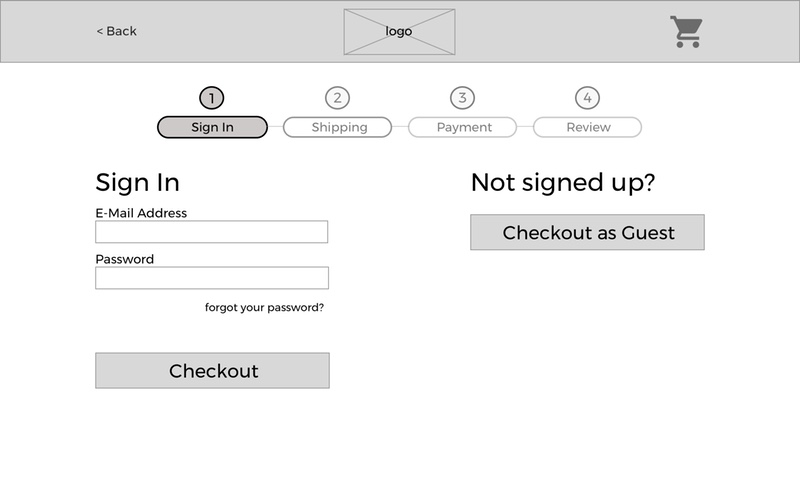 < Back
logo
1
2
3
4
Sign In
Shipping
Payment
Review
Sign In
Not signed up?
E-Mail Address
Checkout as Guest
Password
forgot your password?
Checkout